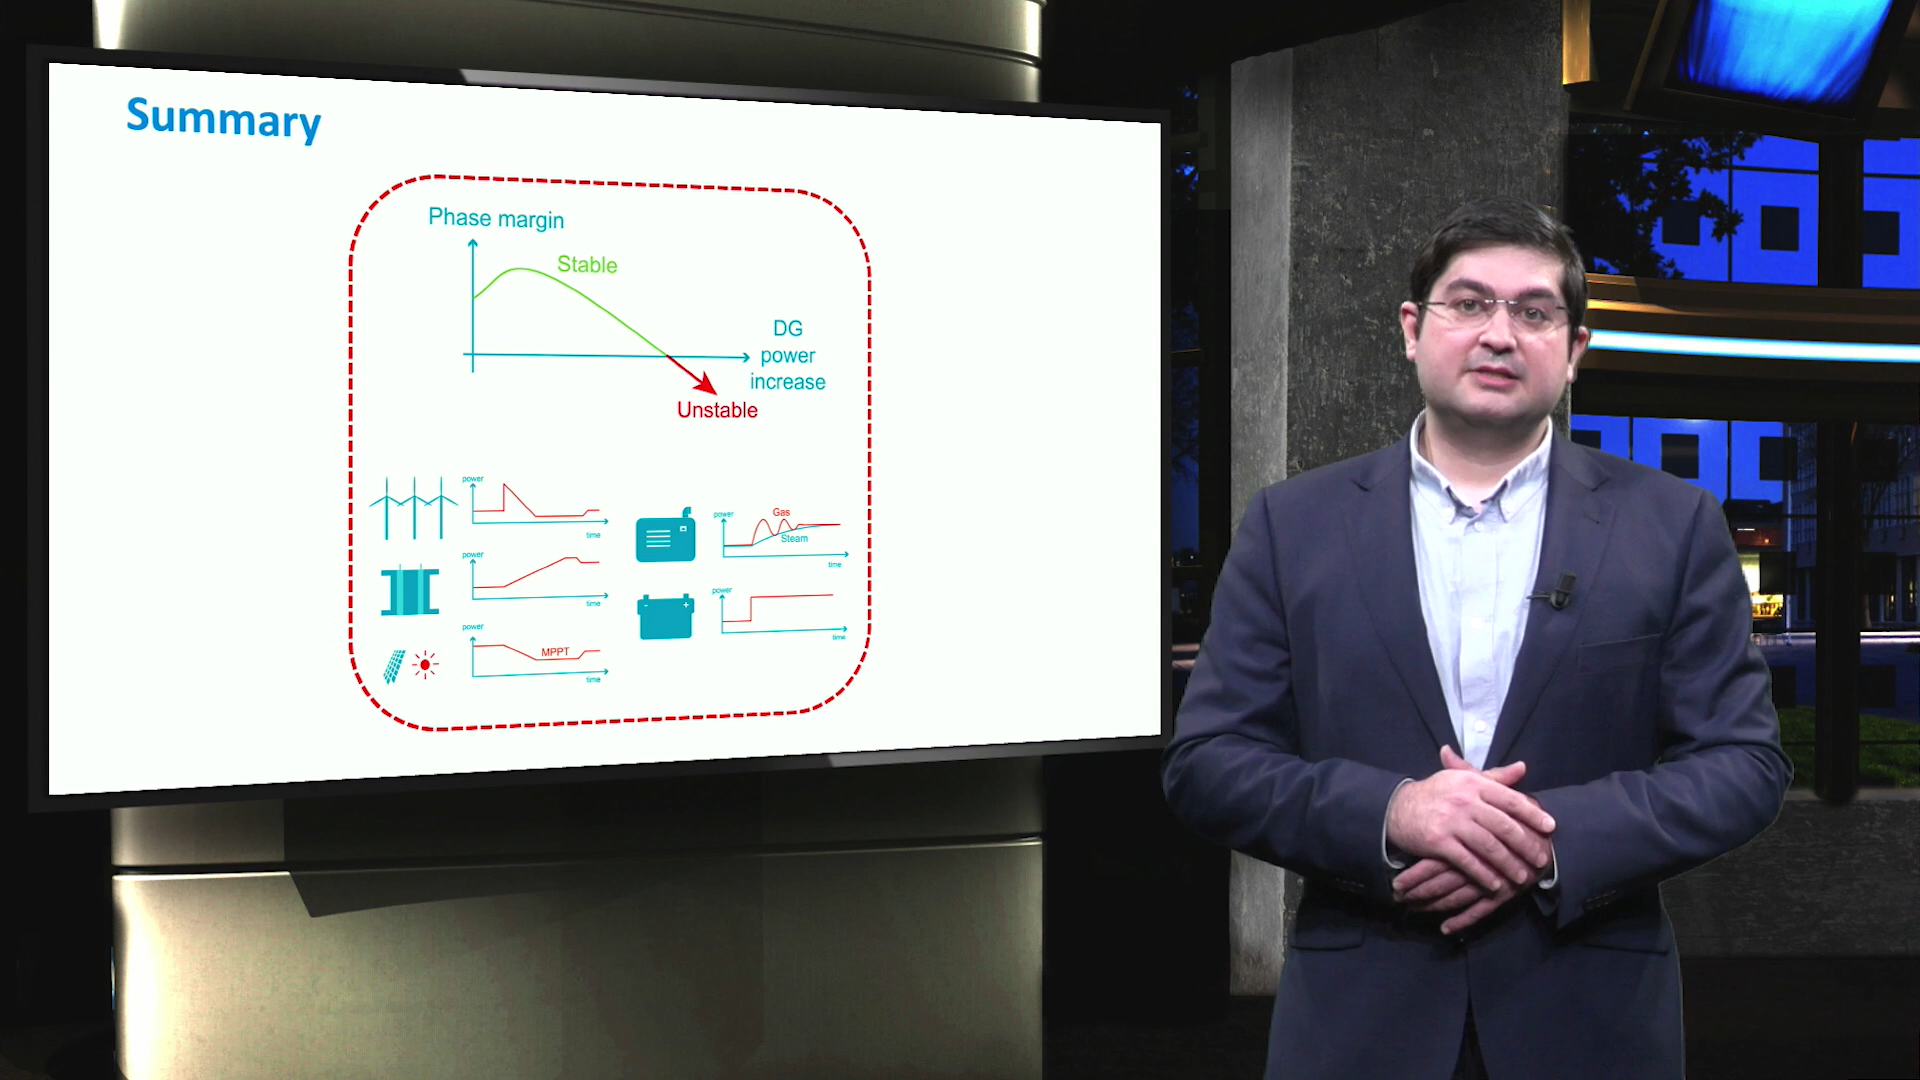 Summary
Phase margin
Stable
DG
power
increase
Unstable
power
time
power
time
power
MPPT
time
power
Gas
Steam
time
power
- +
time